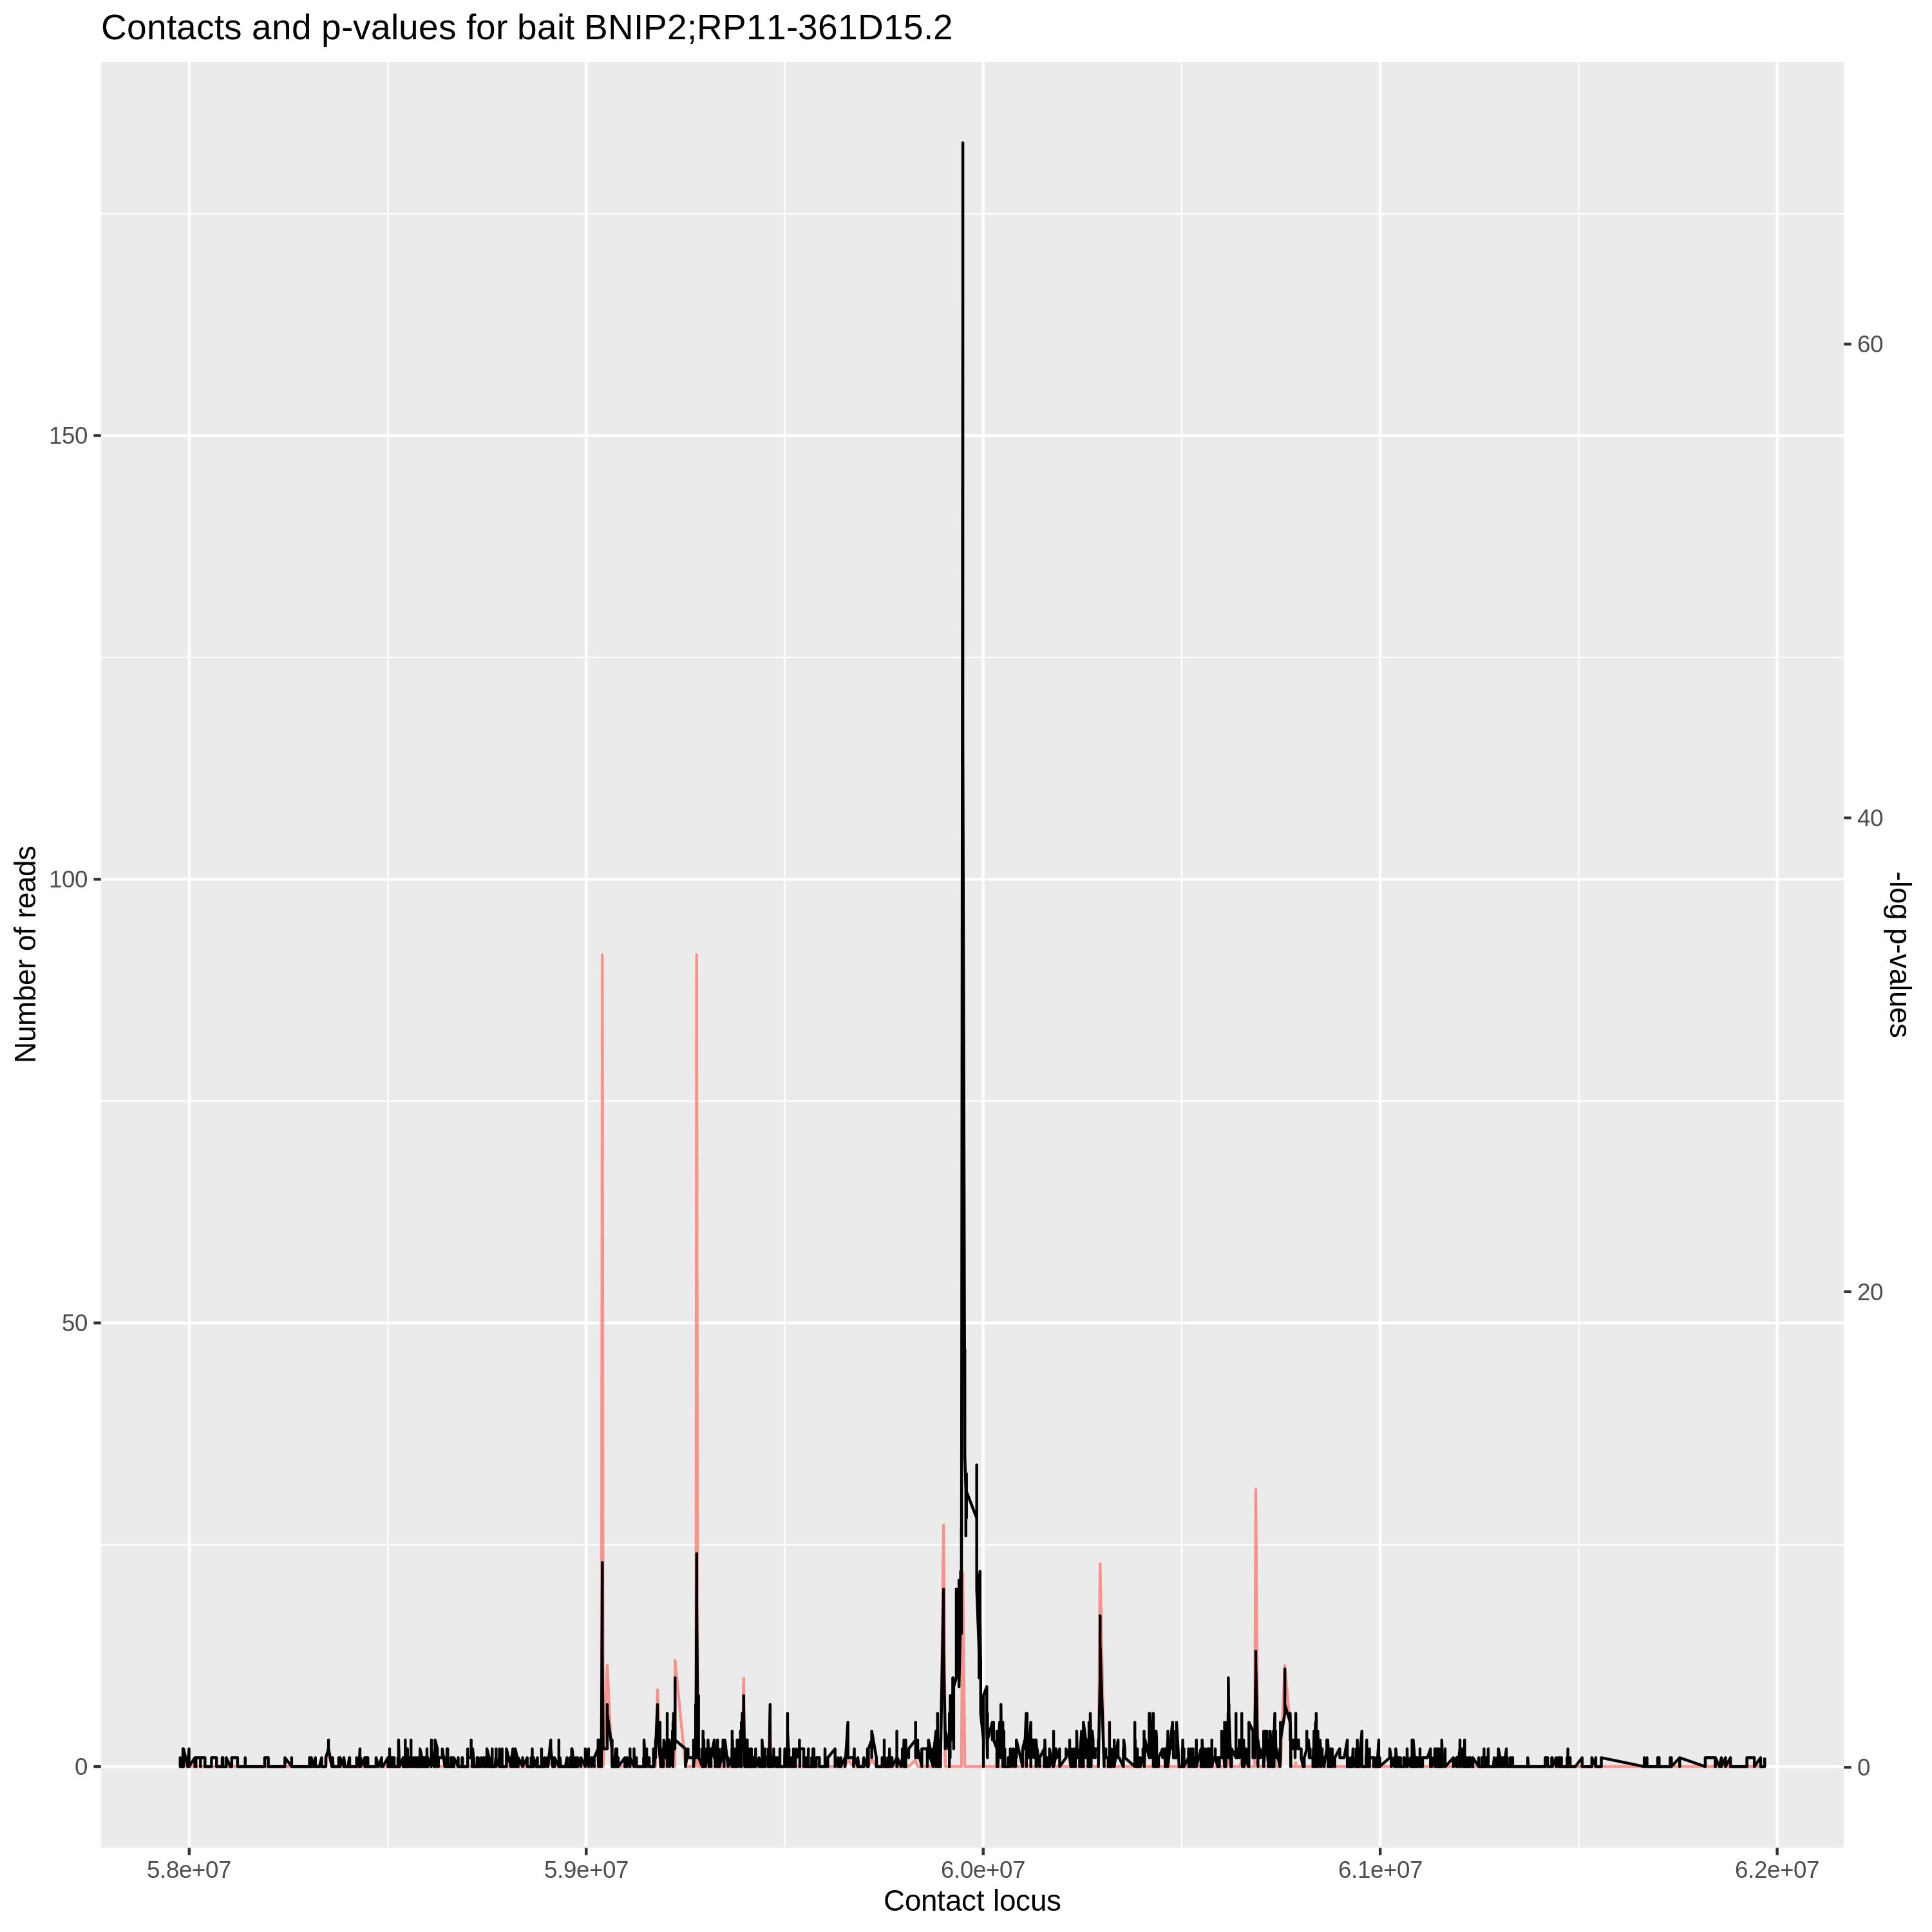 Contacts and p-values for bait BNIP2;RP11-361D15.2
Number of reads
150
100
50
0
60
40
20
0
-log p-values
5.8e+07
5.9e+07
6.0e+07
6.1e+07
6.2e+07
Contact locus